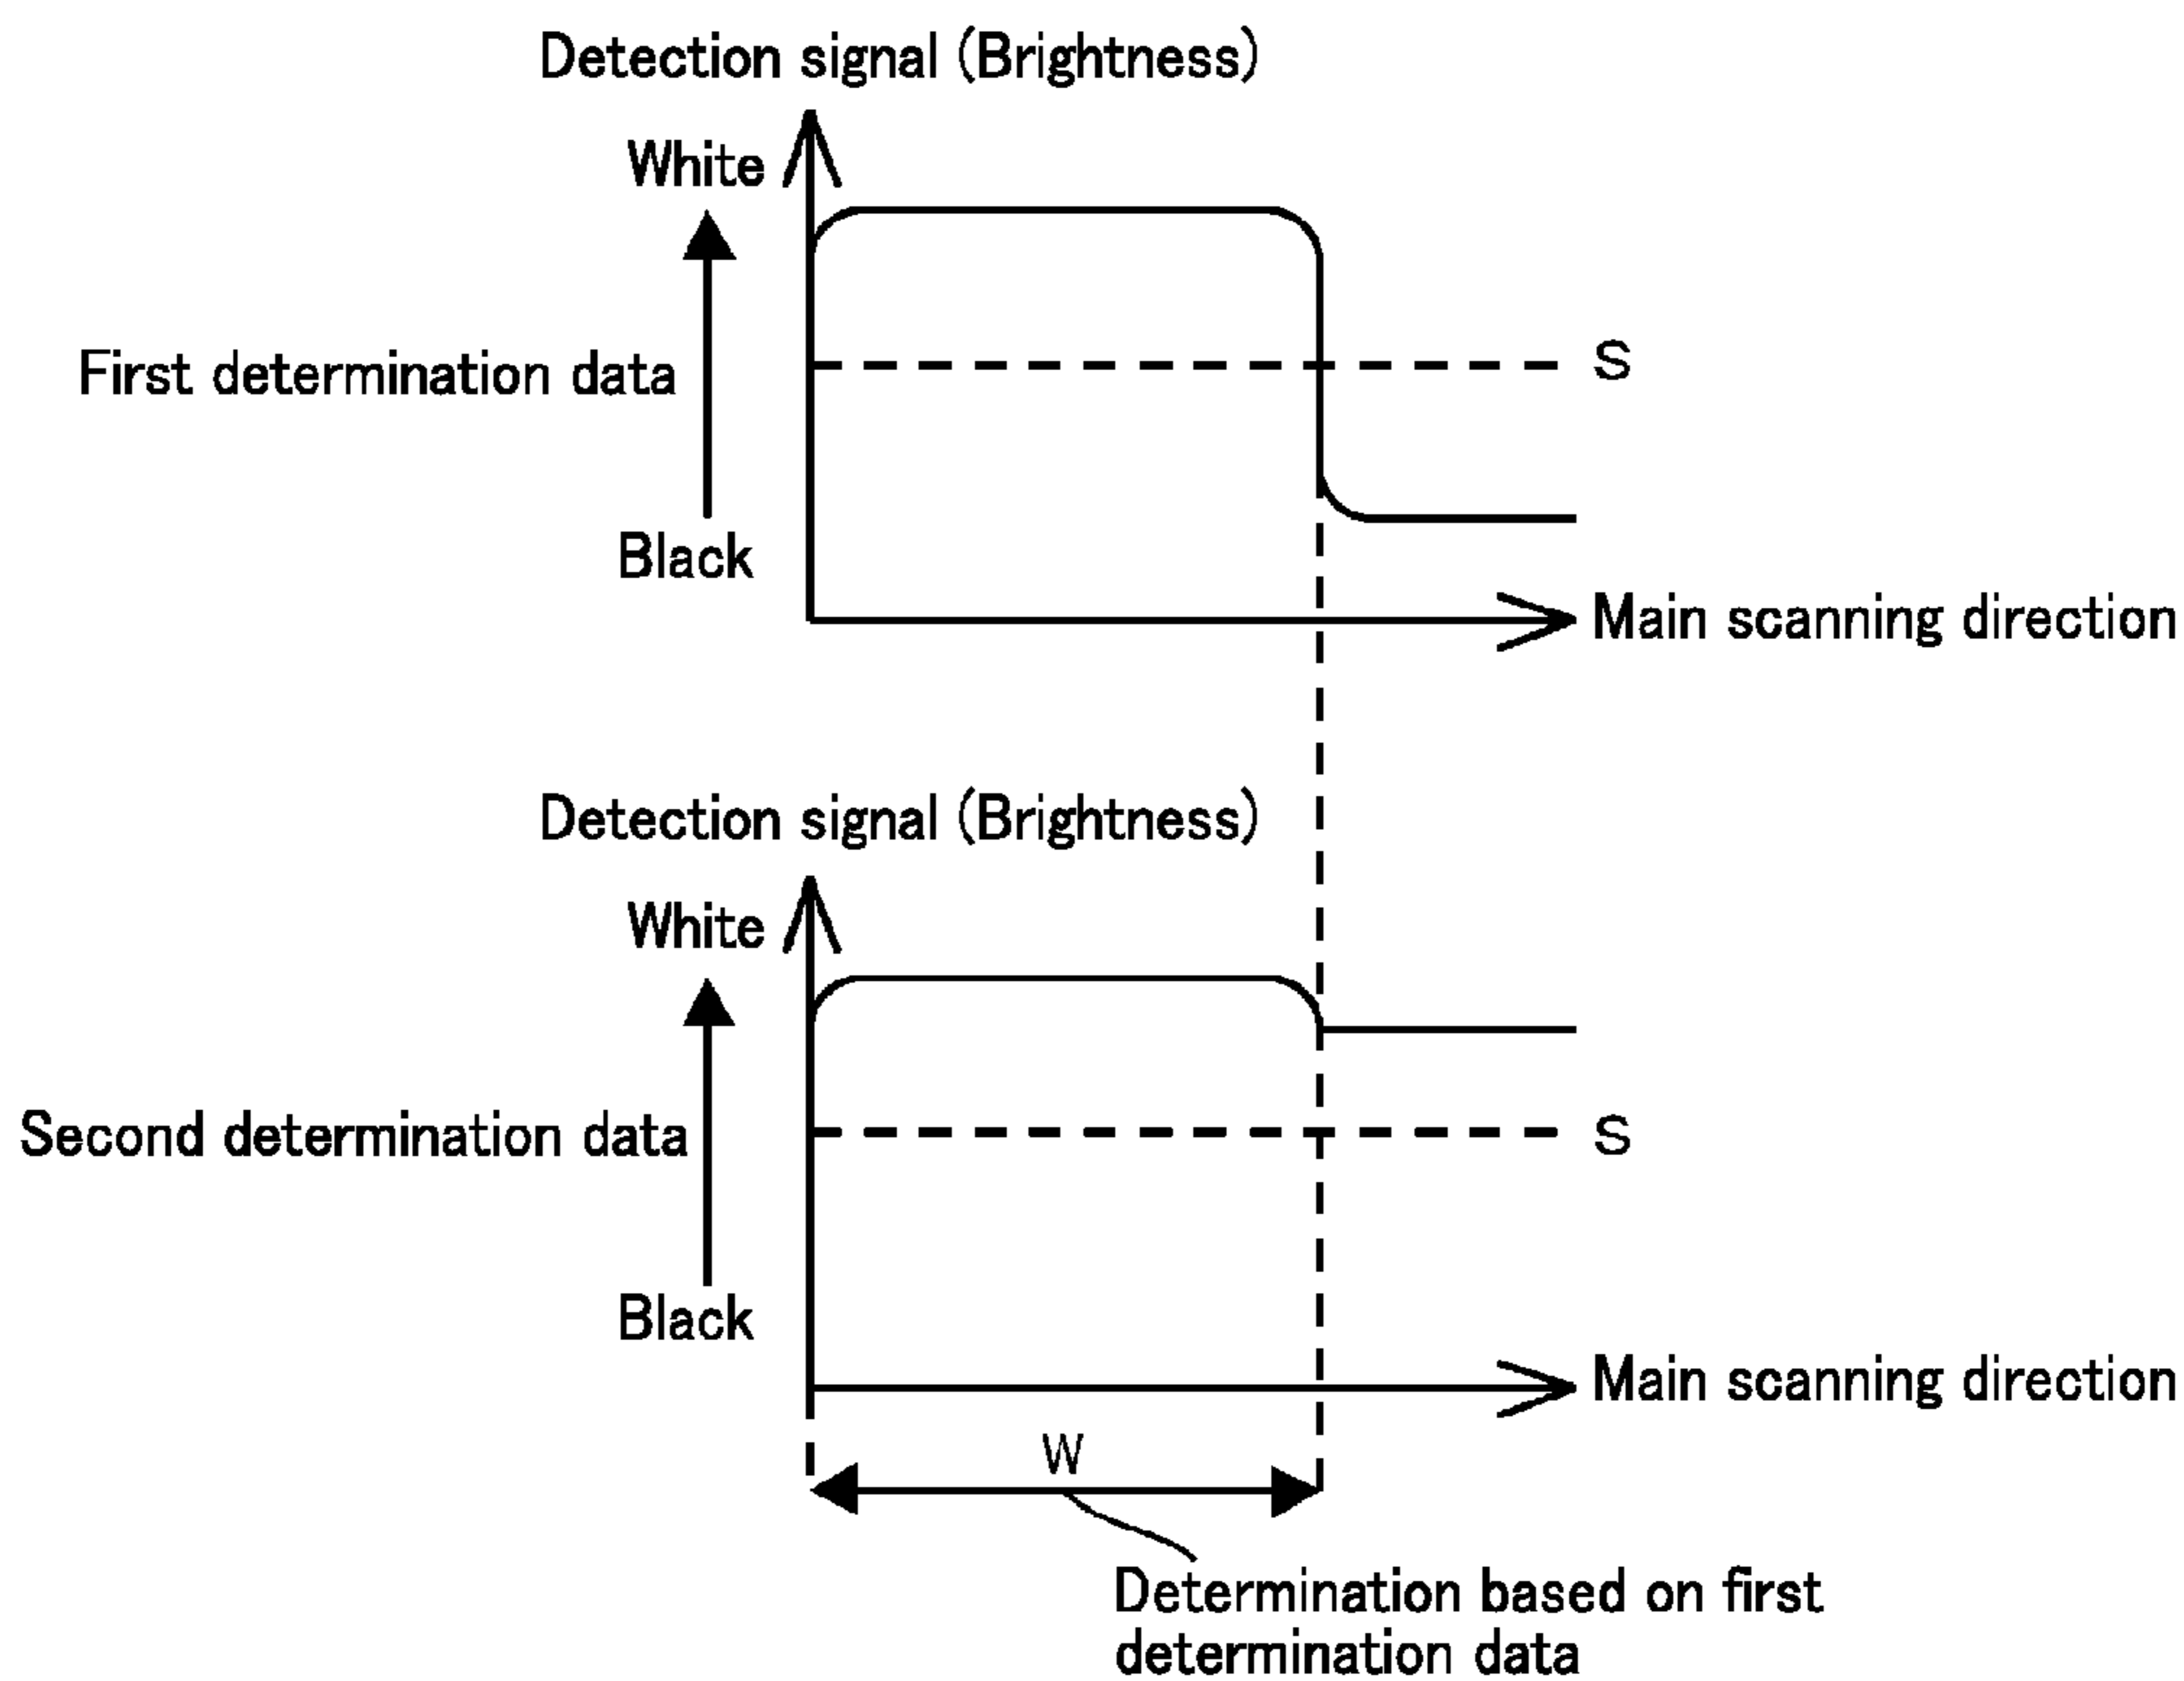 Detection signal (Brightness)
White
First determination data
S
Black
Main scanning direction
Detection signal (Brightness)
White
Second determination data
S
Black
Main scanning direction
W
Determination based on first
determination data